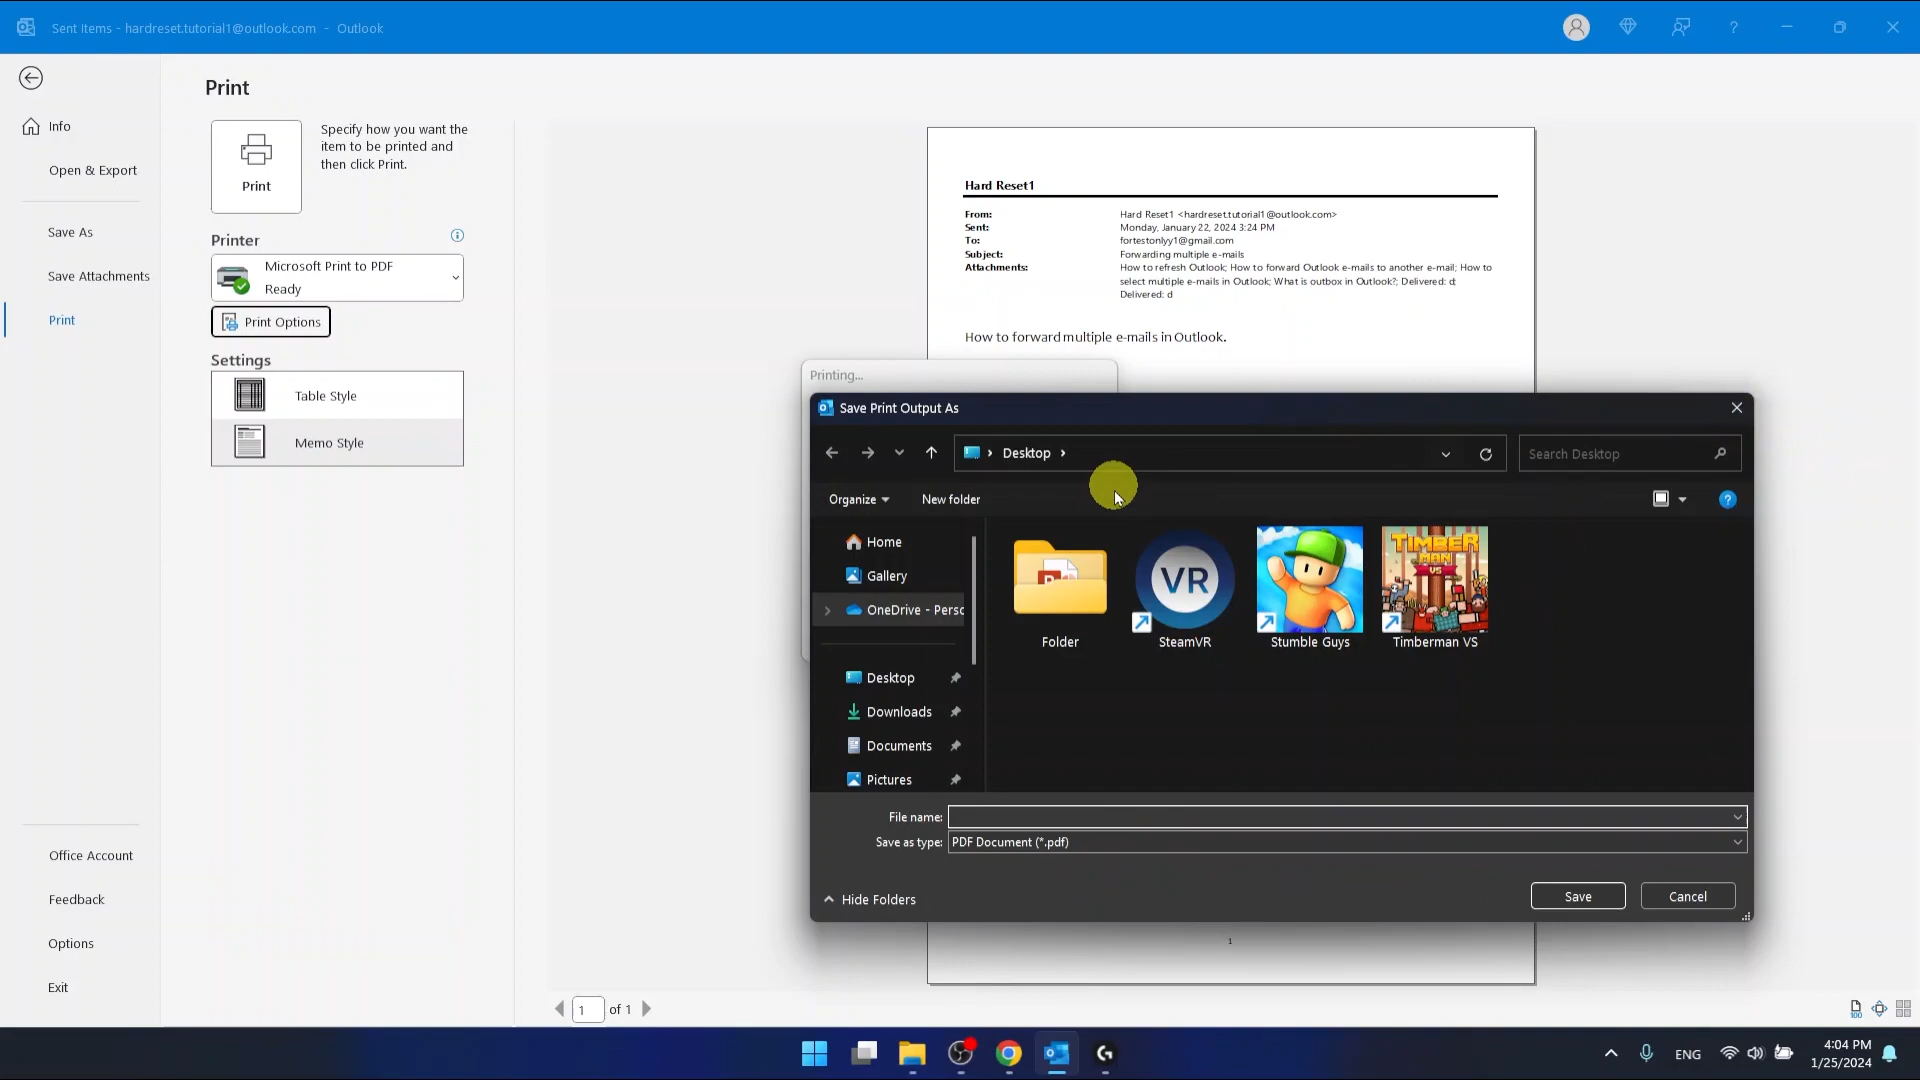 Sent Items - hardreset.tutorial1@outlook.com - Outlook
?
Info
Open & Export
Save As
Save Attachments
Print
Office Account
Feedback
Options
Exit
Print
Print
Specify how you want the
item to be printed and
then click Print.
Printer
Microsoft Print to PDF
Ready
Print Options
Settings
Table Style
Memo Style
Hard Reset1
From: Hard Reset1 <hardreset.tutorial1@outlook.com>
Sent: Monday, January 22, 2024 3:24 PM
To: fortestonlyy1@gmail.com
Subject: Forwarding multiple e-mails
Attachments: How to refresh Outlook; How to forward Outlook e-mails to another e-mail; How to
select multiple e-mails in Outlook; What is outbox in Outlook?; Delivered: d;
Delivered: d
How to forward multiple e-mails in Outlook.
Printing...
Save Print Output As
Desktop
Search Desktop
Organize
New folder
?
Home
Gallery
OneDrive - Perso
Desktop
Downloads
Documents
Pictures
Folder
VR
SteamVR
Stumble Guys
TIMBER
MAN
VS
Timberman VS
File name:
Save as type: PDF Document (*.pdf)
Hide Folders
Save
Cancel
1
1 of 1
100
ENG
4:04 PM
1/25/2024